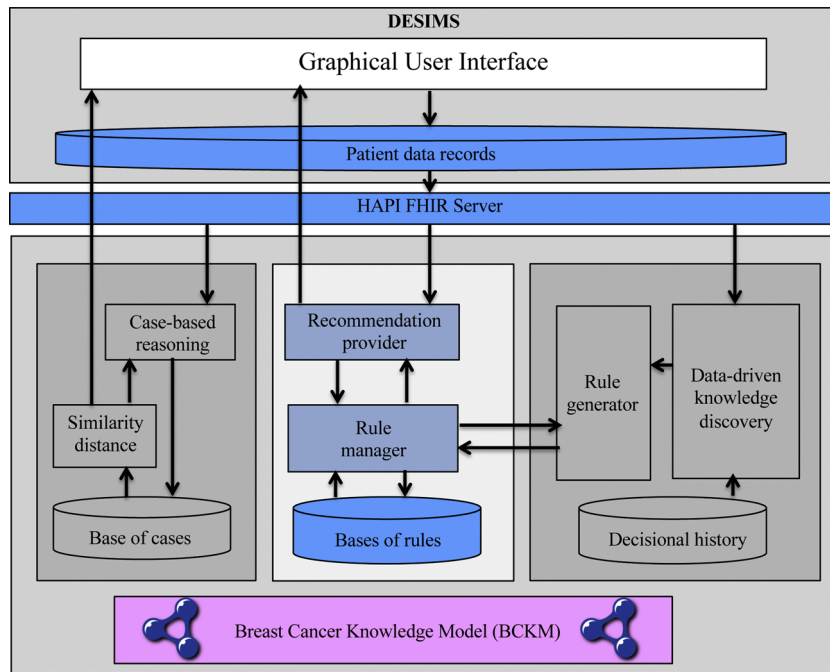 DESIMS
Graphical User Interface
Patient data records
HAPI FHIR Server
Case-based
reasoning
Similarity
distance
Base of cases
Recommendation
provider
Rule
manager
Bases of rules
Rule
generator
Data-driven
knowledge
discovery
Decisional history
Breast Cancer Knowledge Model (BCKM)